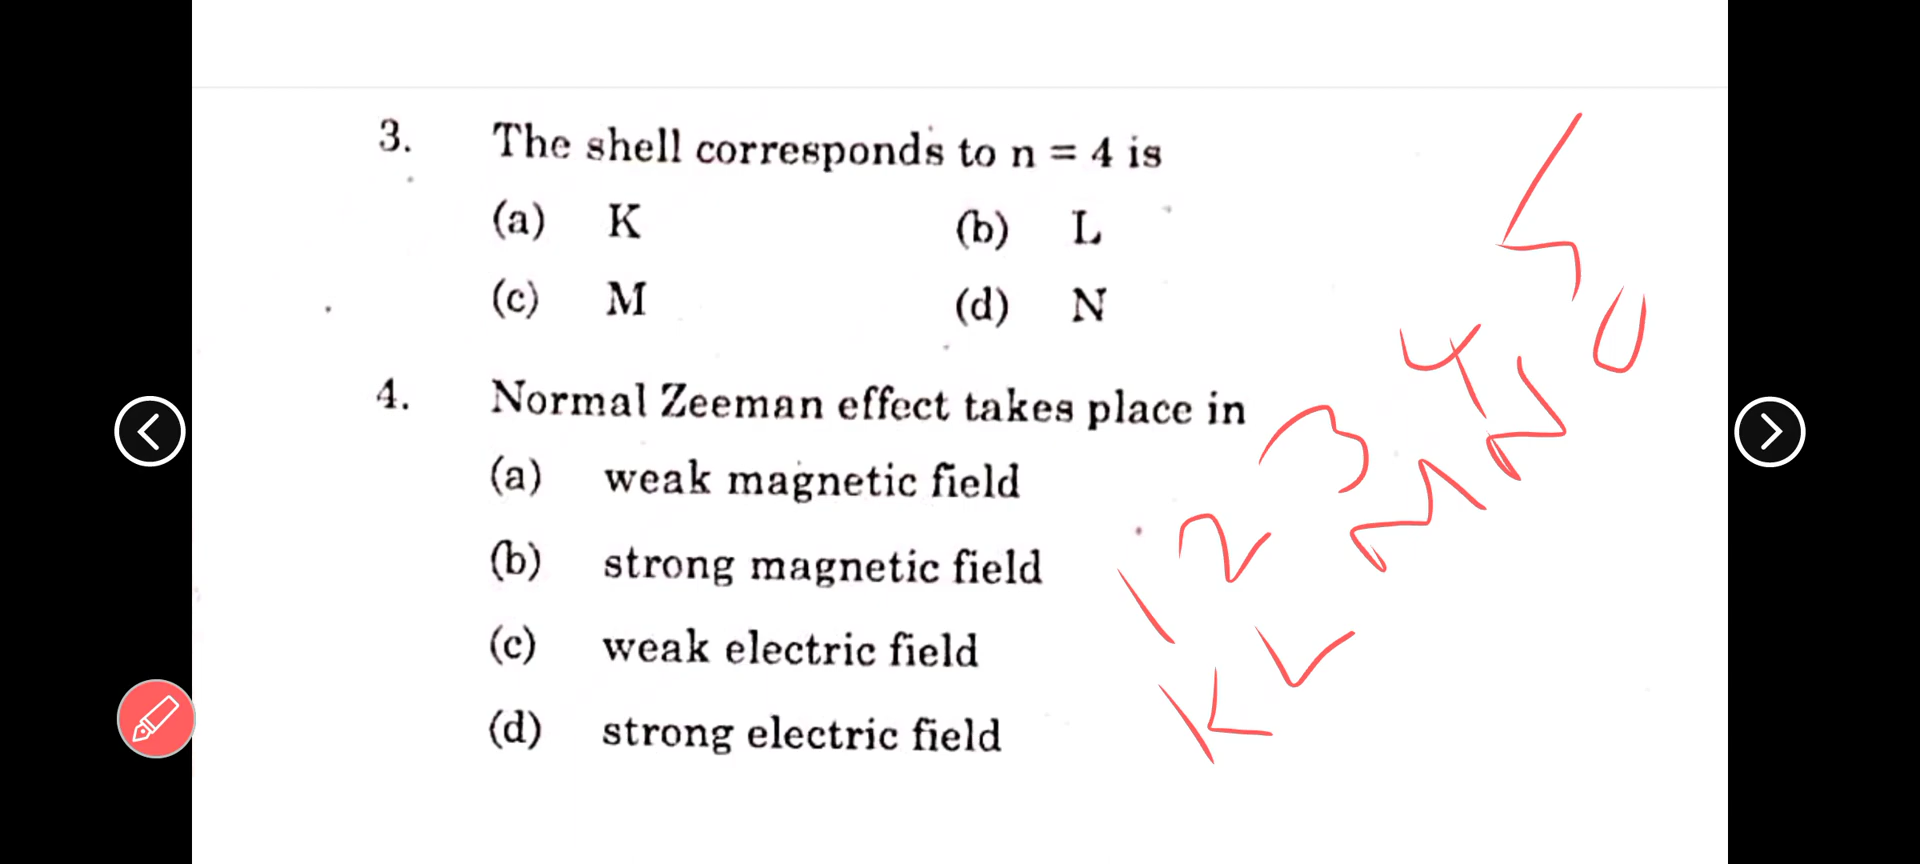 3. The shell corresponds to n = 4 is
(a) K (b) L
(c) M (d) N
4. Normal Zeeman effect takes place in
(a) weak magnetic field
(b) strong magnetic field
(c) weak electric field
(d) strong electric field
1 2 3 4 5
K L M N O